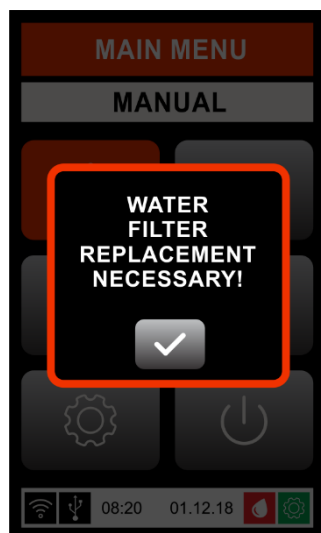 MAIN MENU
MANUAL
WATER
FILTER
REPLACEMENT
NECESSARY!
08:20 01.12.18